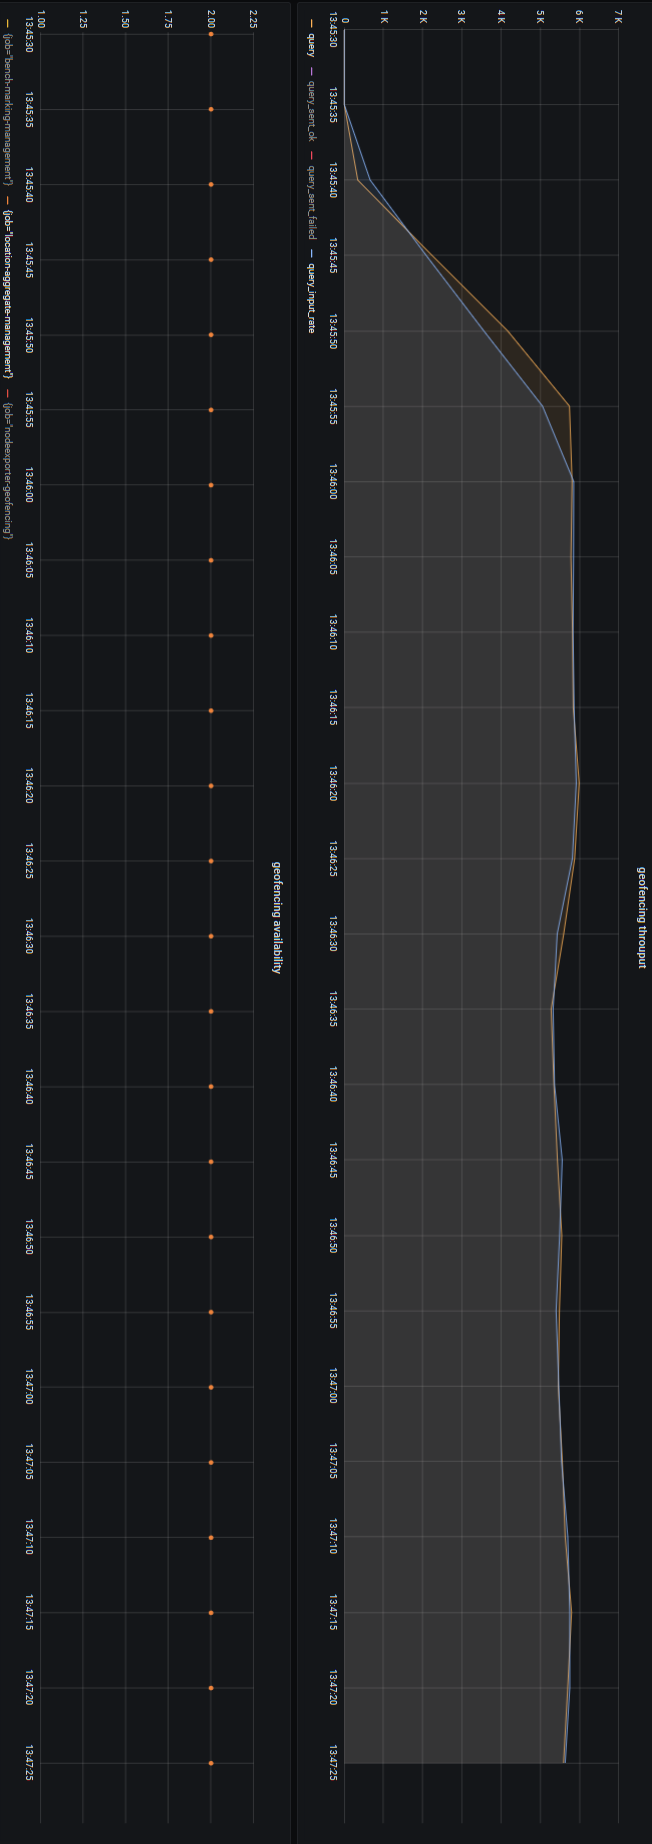 geofencing throuput
7 K
6 K
5 K
4 K
3 K
2 K
1 K
0
13:45:30 13:45:35 13:45:40 13:45:45 13:45:50 13:45:55 13:46:00 13:46:05 13:46:10 13:46:15 13:46:20 13:46:25 13:46:30 13:46:35 13:46:40 13:46:45 13:46:50 13:46:55 13:47:00 13:47:05 13:47:10 13:47:15 13:47:20 13:47:25
query query_sent_ok query_sent_failed query_input_rate
geofencing availability
2.25
2.00
1.75
1.50
1.25
1.00
13:45:30 13:45:35 13:45:40 13:45:45 13:45:50 13:45:55 13:46:00 13:46:05 13:46:10 13:46:15 13:46:20 13:46:25 13:46:30 13:46:35 13:46:40 13:46:45 13:46:50 13:46:55 13:47:00 13:47:05 13:47:10 13:47:15 13:47:20 13:47:25
{job="bench-marking-management"} {job="location-aggregate-management"} {job="nodeexporter-geofencing"}